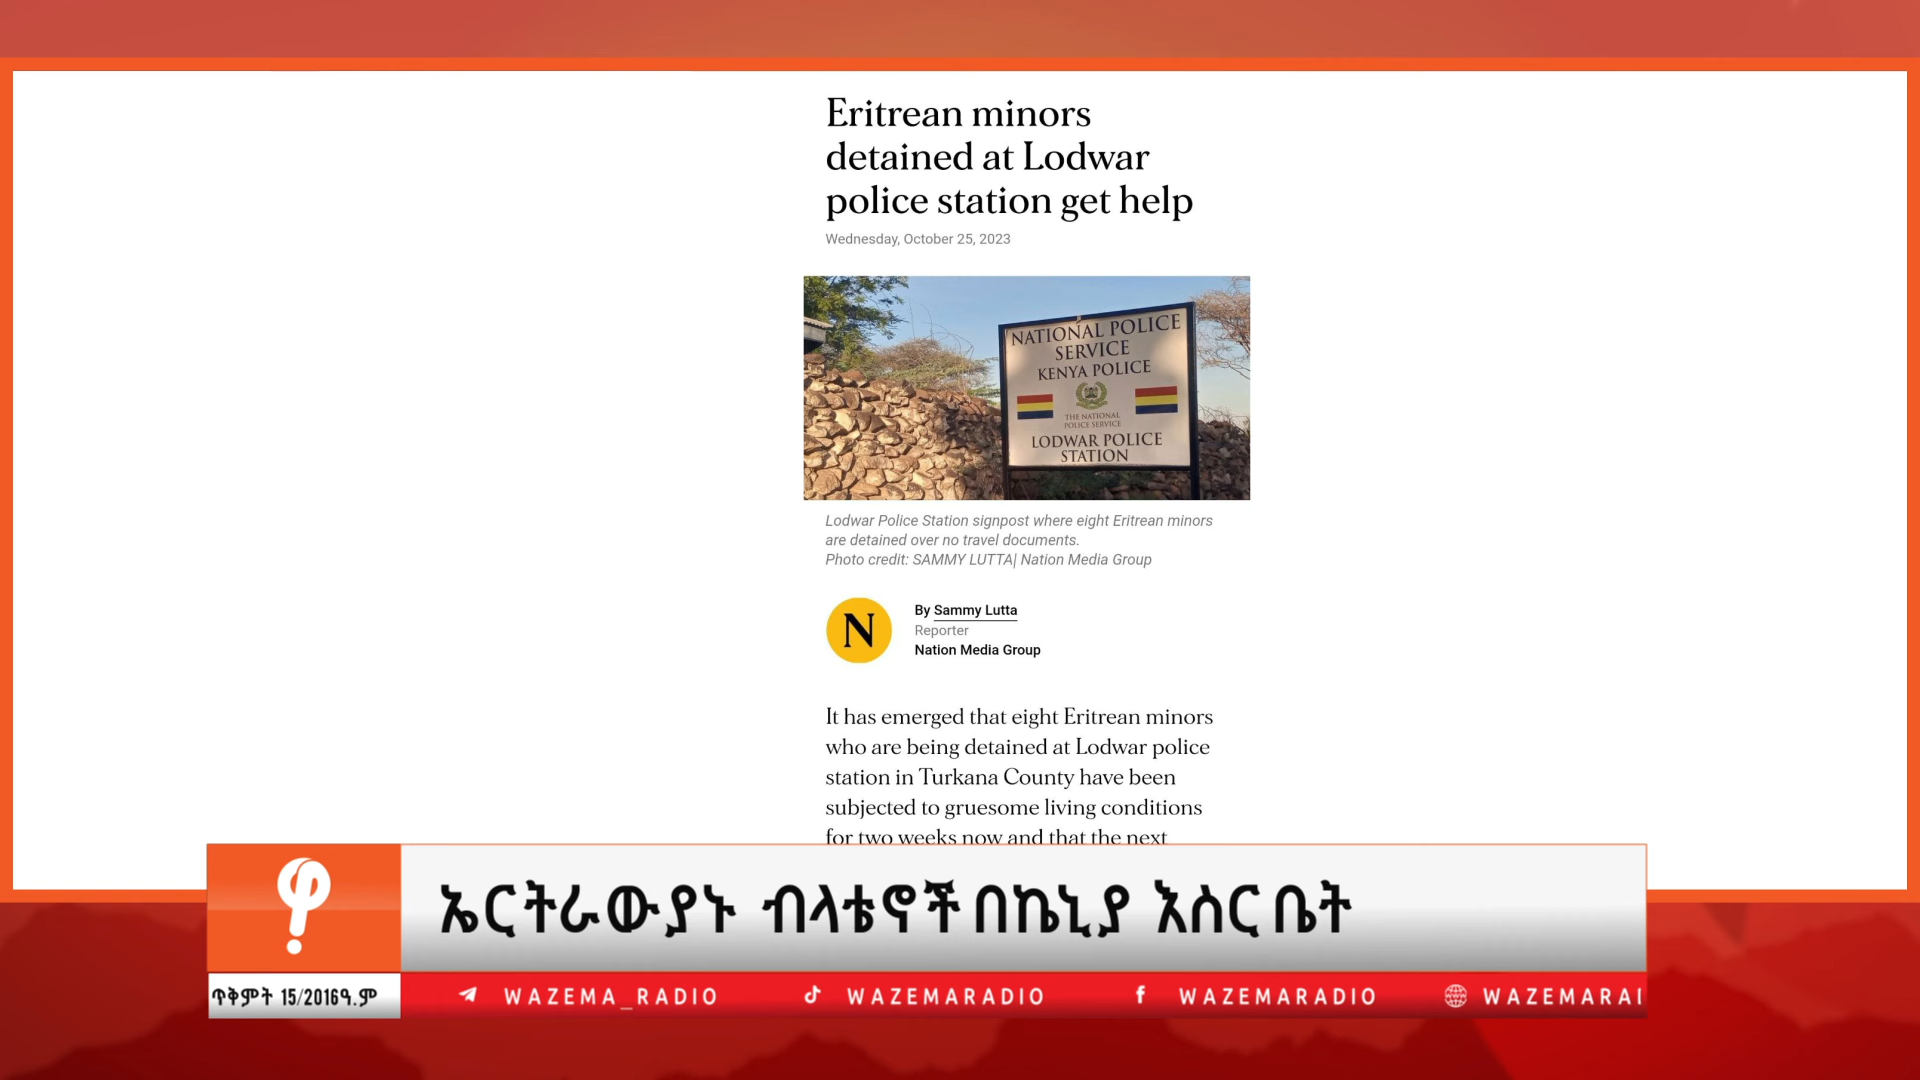 Eritrean minors
detained at Lodwar
police station get help
Wednesday, October 25, 2023
NATIONAL POLICE
SERVICE
KENYA POLICE
THE NATIONAL
POLICE SERVICE
LODWAR POLICE
STATION
Lodwar Police Station signpost where eight Eritrean minors
are detained over no travel documents.
Photo credit: SAMMY LUTTA| Nation Media Group
N
By Sammy Lutta
Reporter
Nation Media Group
It has emerged that eight Eritrean minors
who are being detained at Lodwar police
station in Turkana County have been
subjected to gruesome living conditions
for two weeks now and that the next
ኤርትራውያኑ ብላቴኖች በኬኒያ እስር ቤት
ጥቅምት 15/2016ዓ.ም
WAZEMA_RADIO WAZEMARADIO WAZEMARADIO WAZEMARAI